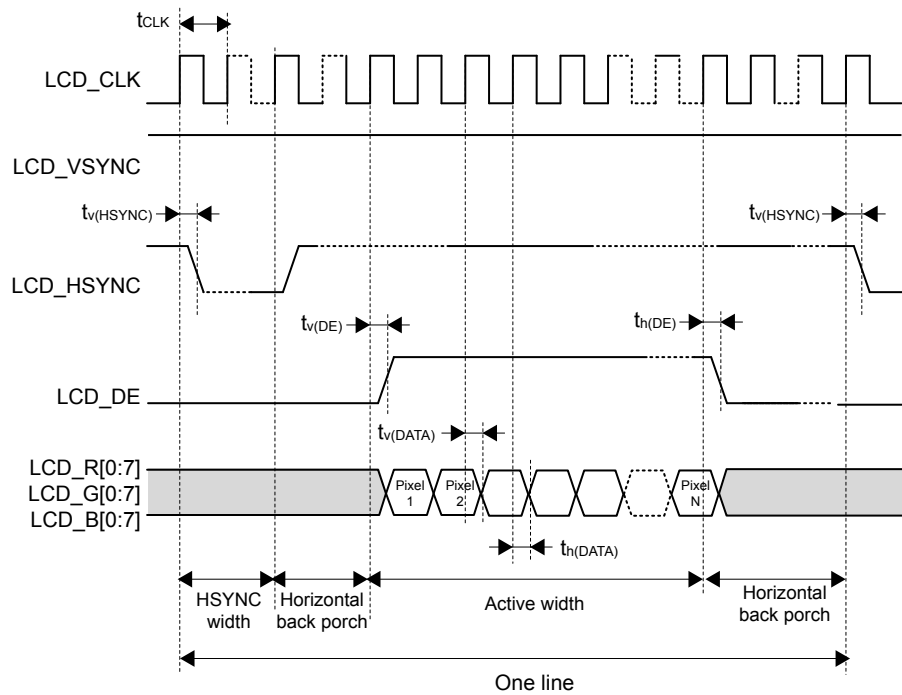 tCLK
LCD_CLK
LCD_VSYNC
tv(HSYNC)
tv(HSYNC)
LCD_HSYNC
tv(DE)
th(DE)
LCD_DE
tv(DATA)
LCD_R[0:7]
LCD_G[0:7]
LCD_B[0:7]
Pixel
1
Pixel
2
Pixel
N
th(DATA)
HSYNC
width
Horizontal
back porch
Active width
Horizontal
back porch
One line